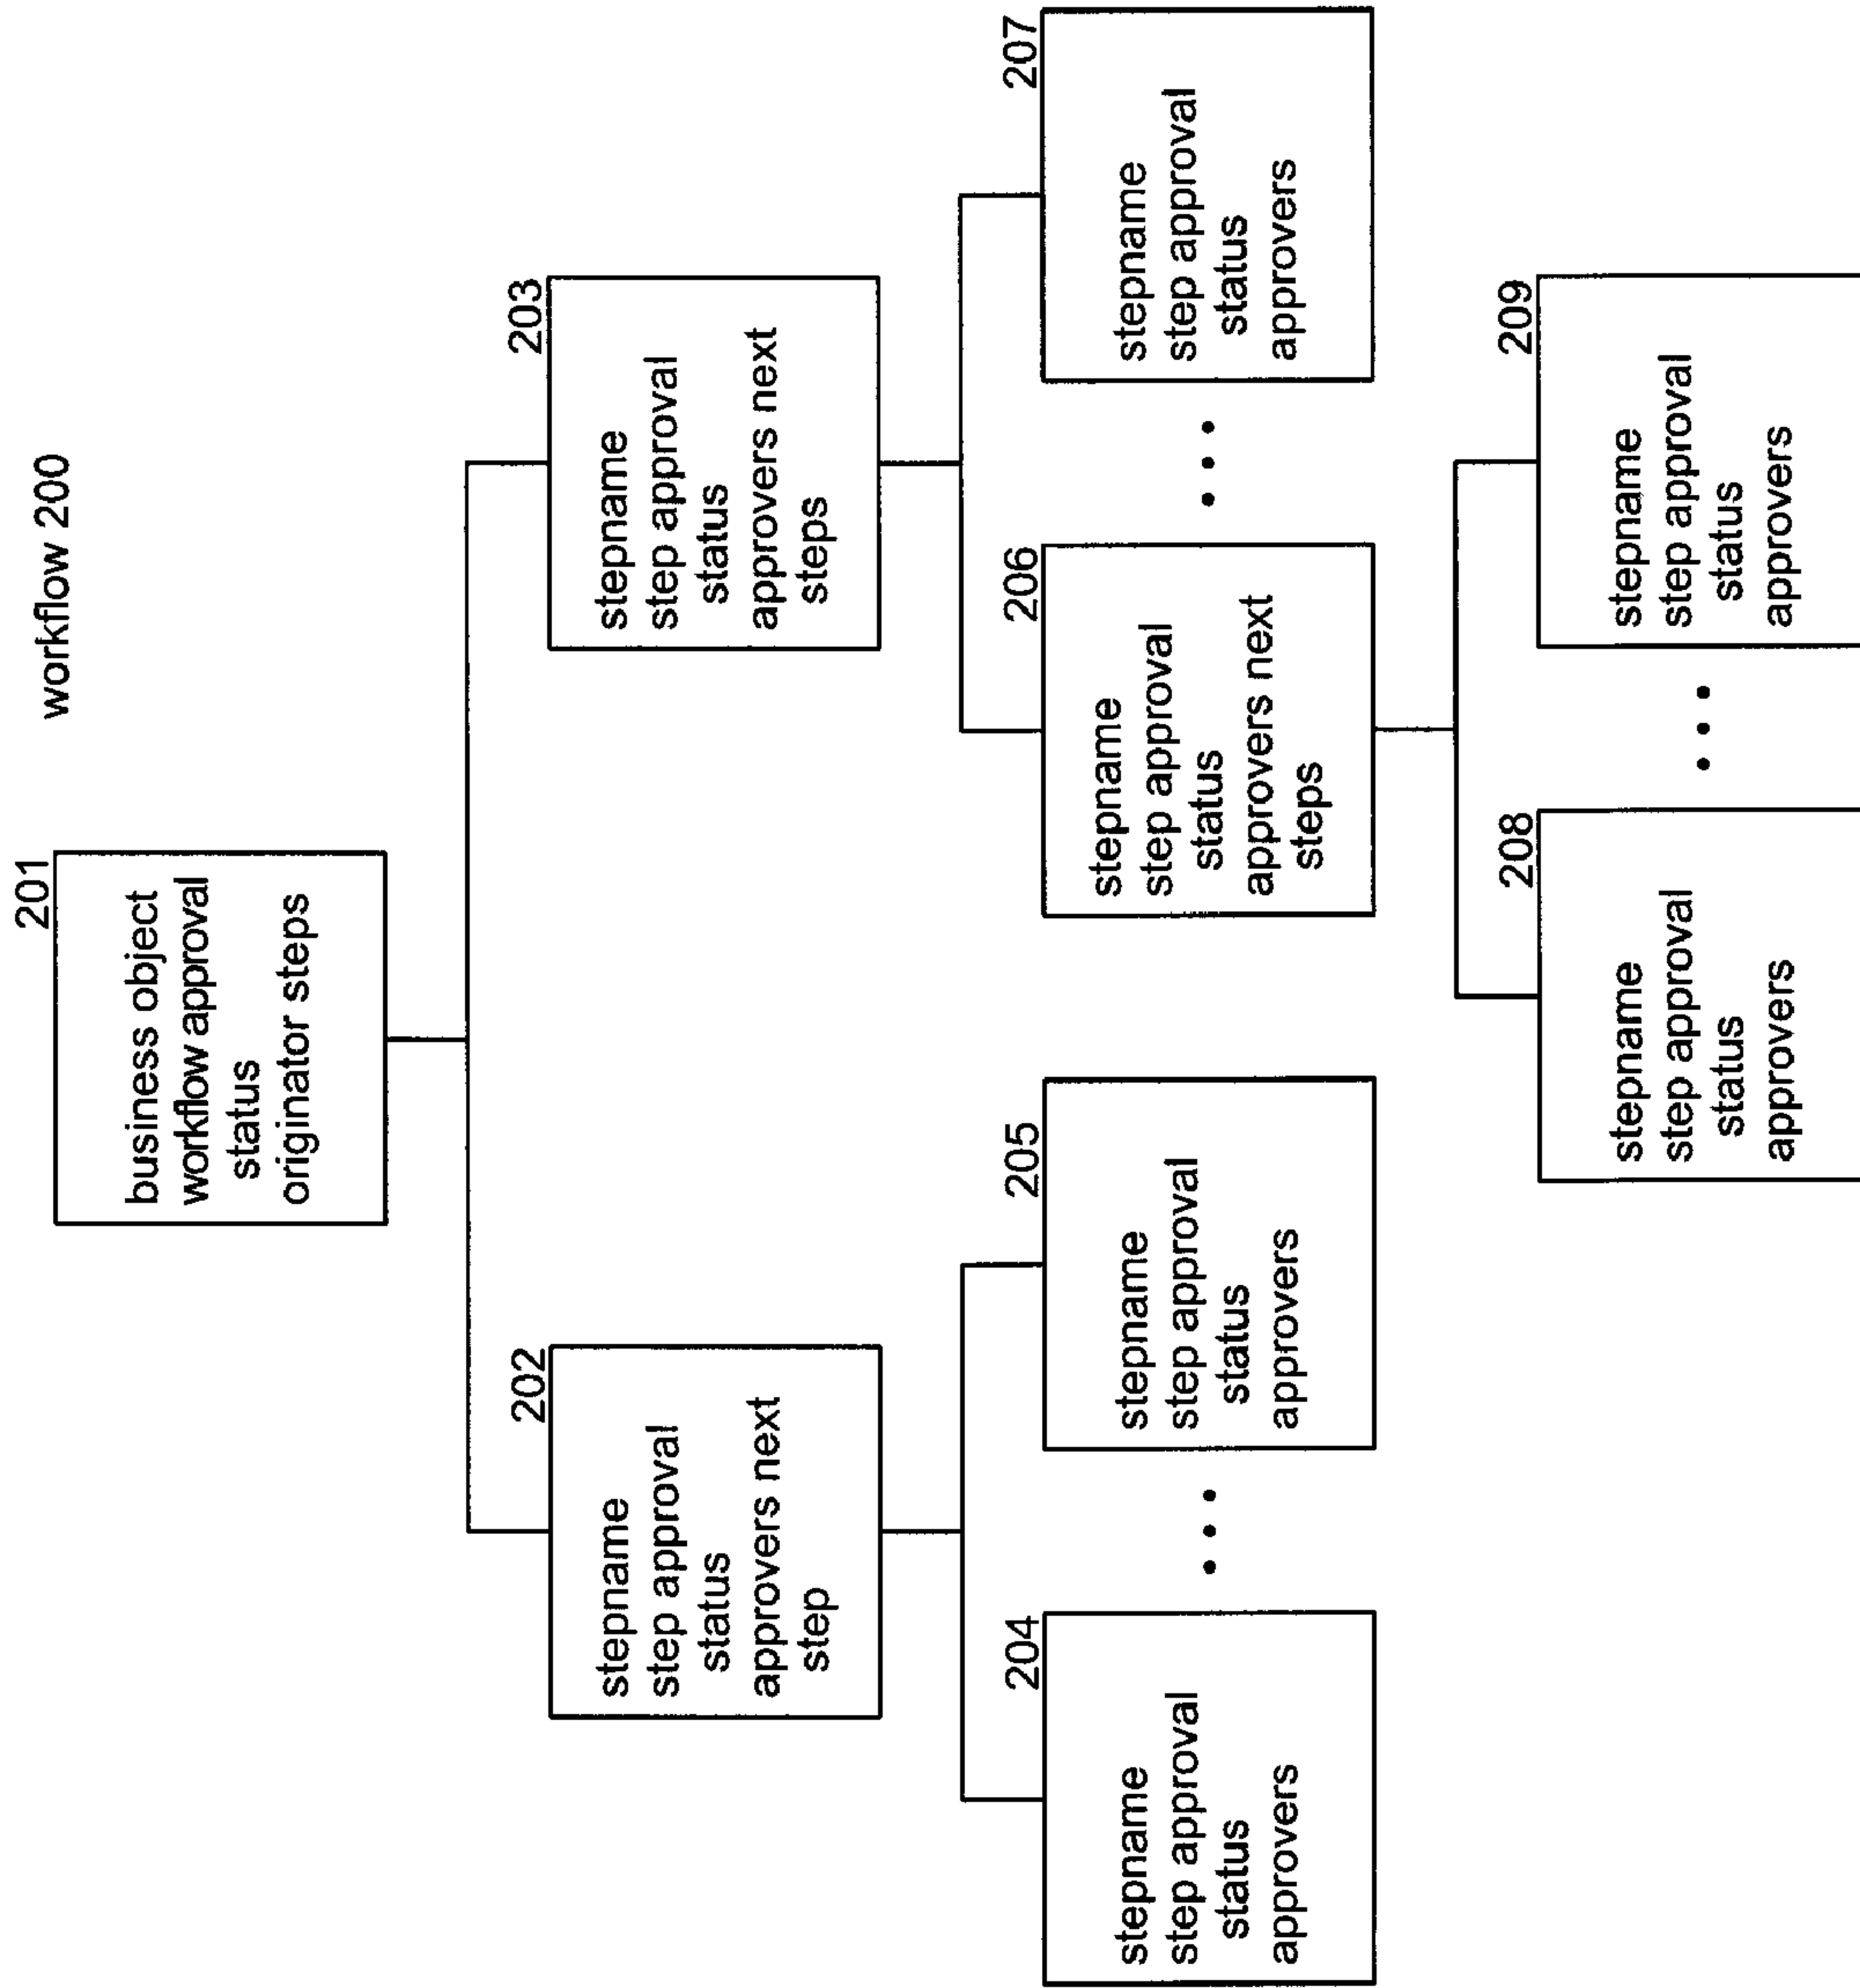 workflow 200
201
business object
workflow approval
status
originator steps
202
stepname
step approval
status
approvers next
step
203
stepname
step approval
status
approvers next
steps
204
stepname
step approval
status
approvers
205
stepname
step approval
status
approvers
206
stepname
step approval
status
approvers next
steps
207
stepname
step approval
status
approvers
208
stepname
step approval
status
approvers
209
stepname
step approval
status
approvers